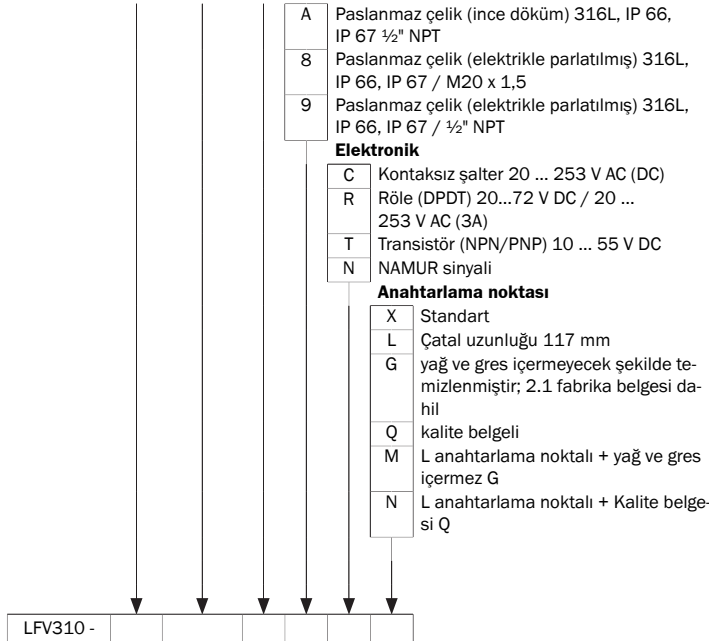 A Paslanmaz çelik (ince döküm) 316L, IP 66,
IP 67 ½" NPT
8 Paslanmaz çelik (elektrikle parlatılmış) 316L,
IP 66, IP 67 / M20 x 1,5
9 Paslanmaz çelik (elektrikle parlatılmış) 316L,
IP 66, IP 67 / ½" NPT
Elektronik
C Kontaksız şalter 20 ... 253 V AC (DC)
R Röle (DPDT) 20...72 V DC / 20 ...
253 V AC (3A)
T Transistör (NPN/PNP) 10 ... 55 V DC
N NAMUR sinyali
Anahtarlama noktası
X Standart
L Çatal uzunluğu 117 mm
G yağ ve gres içermeyecek şekilde te-
mizlenmiştir; 2.1 fabrika belgesi da-
hil
Q kalite belgeli
M L anahtarlama noktalı + yağ ve gres
içermez G
N L anahtarlama noktalı + Kalite belge-
si Q
LFV310 -